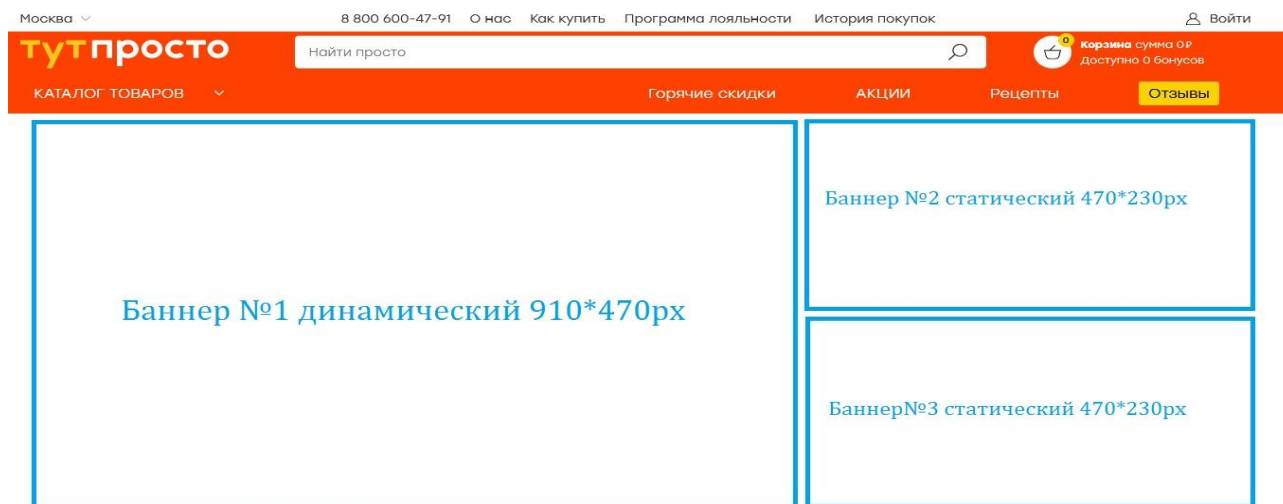 Москва
8 800 600-47-91 О нас Как купить Программа лояльности История покупок
Войти
тутпросто
Найти просто
0
Корзина сумма 0₽
Доступно 0 бонусов
КАТАЛОГ ТОВАРОВ
Горячие скидки АКЦИИ Рецепты Отзывы
Баннер №1 динамический 910*470px
Баннер №2 статический 470*230px
Баннер№3 статический 470*230px